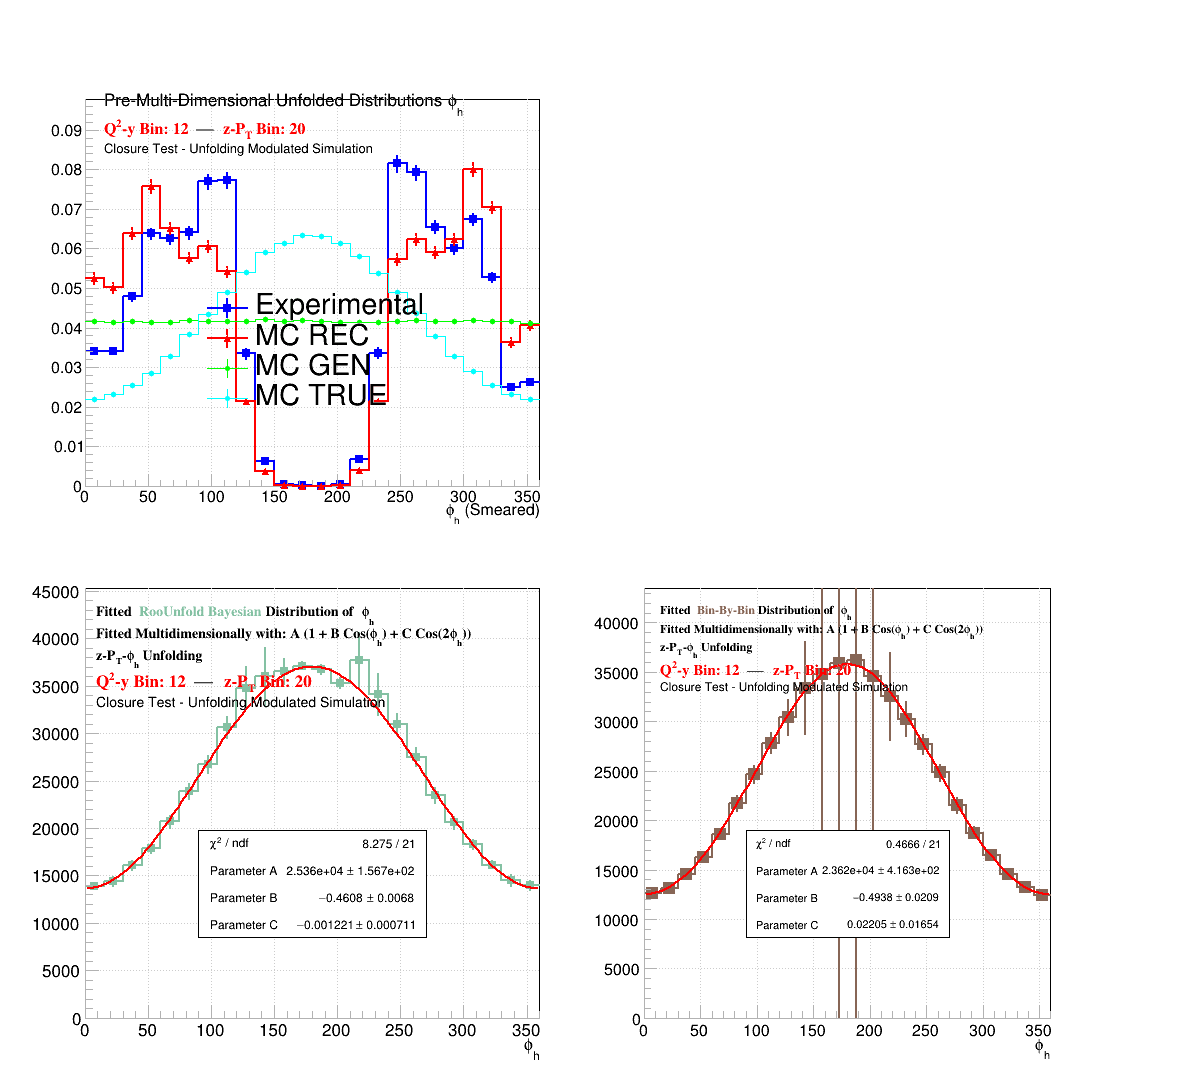 Pre-Multi-Dimensional Unfolded Distributions ϕh
Q2-y Bin: 12 — z-PT Bin: 20
Closure Test - Unfolding Modulated Simulation
0.09
0.08
0.07
0.06
0.05
0.04
0.03
0.02
0.01
0
Experimental
MC REC
MC GEN
MC TRUE
0 50 100 150 200 250 300 350
ϕh (Smeared)
Fitted RooUnfold Bayesian Distribution of ϕh
Fitted Multidimensionally with: A (1 + B Cos(ϕh) + C Cos(2ϕh))
z-PT-ϕh Unfolding
Q2-y Bin: 12 — z-PT Bin: 20
Closure Test - Unfolding Modulated Simulation
45000
40000
35000
30000
25000
20000
15000
10000
5000
0
χ2 / ndf 8.275 / 21
Parameter A 2.536e+04 ± 1.567e+02
Parameter B −0.4608 ± 0.0068
Parameter C −0.001221 ± 0.000711
0 50 100 150 200 250 300 350
ϕh
Fitted Bin-By-Bin Distribution of ϕh
Fitted Multidimensionally with: A (1 + B Cos(ϕh) + C Cos(2ϕh))
z-PT-ϕh Unfolding
Q2-y Bin: 12 — z-PT Bin: 20
Closure Test - Unfolding Modulated Simulation
40000
35000
30000
25000
20000
15000
10000
5000
0
χ2 / ndf 0.4666 / 21
Parameter A 2.362e+04 ± 4.163e+02
Parameter B −0.4938 ± 0.0209
Parameter C 0.02205 ± 0.01654
0 50 100 150 200 250 300 350
ϕh